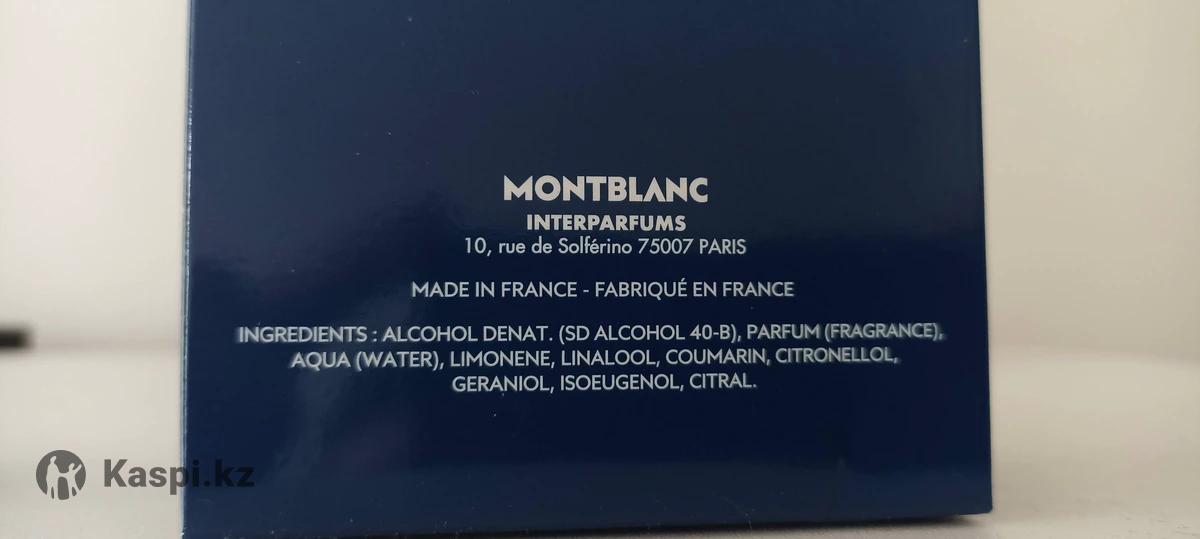 MONTBLANC
INTERPARFUMS
10, rue de Solférino 75007 PARIS
MADE IN FRANCE - FABRIQUÉ EN FRANCE
INGREDIENTS : ALCOHOL DENAT. (SD ALCOHOL 40-B), PARFUM (FRAGRANCE),
AQUA (WATER), LIMONENE, LINALOOL, COUMARIN, CITRONELLOL,
GERANIOL, ISOEUGENOL, CITRAL.
Kaspi.kz